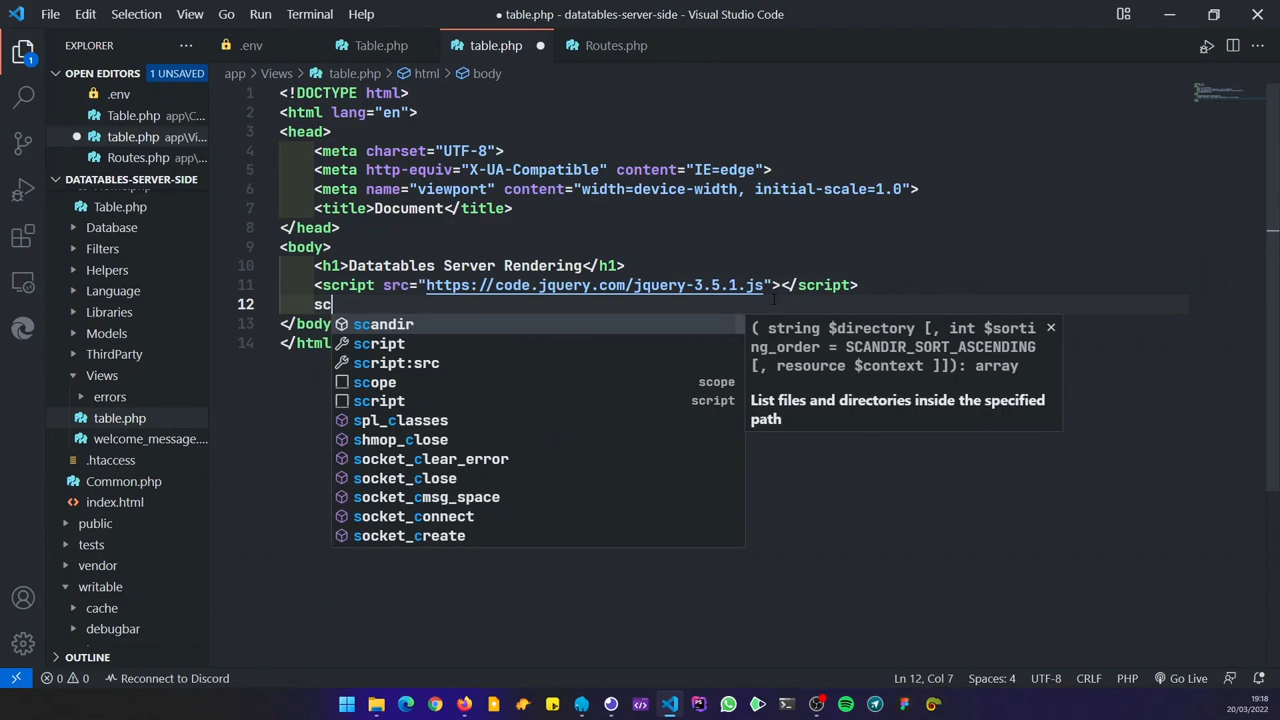 File Edit Selection View Go Run Terminal Help
● table.php - datatables-server-side - Visual Studio Code
EXPLORER
.env
Table.php
table.php
Routes.php
OPEN EDITORS
1 UNSAVED
.env
Table.php app\C...
table.php app\Vi...
Routes.php app\...
DATATABLES-SERVER-SIDE
Table.php
Database
Filters
Helpers
Language
Libraries
Models
ThirdParty
Views
errors
table.php
welcome_message....
.htaccess
Common.php
index.html
public
tests
vendor
writable
cache
debugbar
OUTLINE
app > Views > table.php > html > body
1 <!DOCTYPE html>
2 <html lang="en">
3 <head>
4 <meta charset="UTF-8">
5 <meta http-equiv="X-UA-Compatible" content="IE=edge">
6 <meta name="viewport" content="width=device-width, initial-scale=1.0">
7 <title>Document</title>
8 </head>
9 <body>
10 <h1>Datatables Server Rendering</h1>
11 <script src="https://code.jquery.com/jquery-3.5.1.js"></script>
12 sc
13 </body
14 </html
scandir
script
script:src
scope scope
script script
spl_classes
shmop_close
socket_clear_error
socket_close
socket_cmsg_space
socket_connect
socket_create
( string $directory [, int $sorti
ng_order = SCANDIR_SORT_ASCENDING
[, resource $context ]]): array
List files and directories inside the specified
path
0 0 Reconnect to Discord
Ln 12, Col 7 Spaces: 4 UTF-8 CRLF PHP Go Live
19:18
20/03/2022